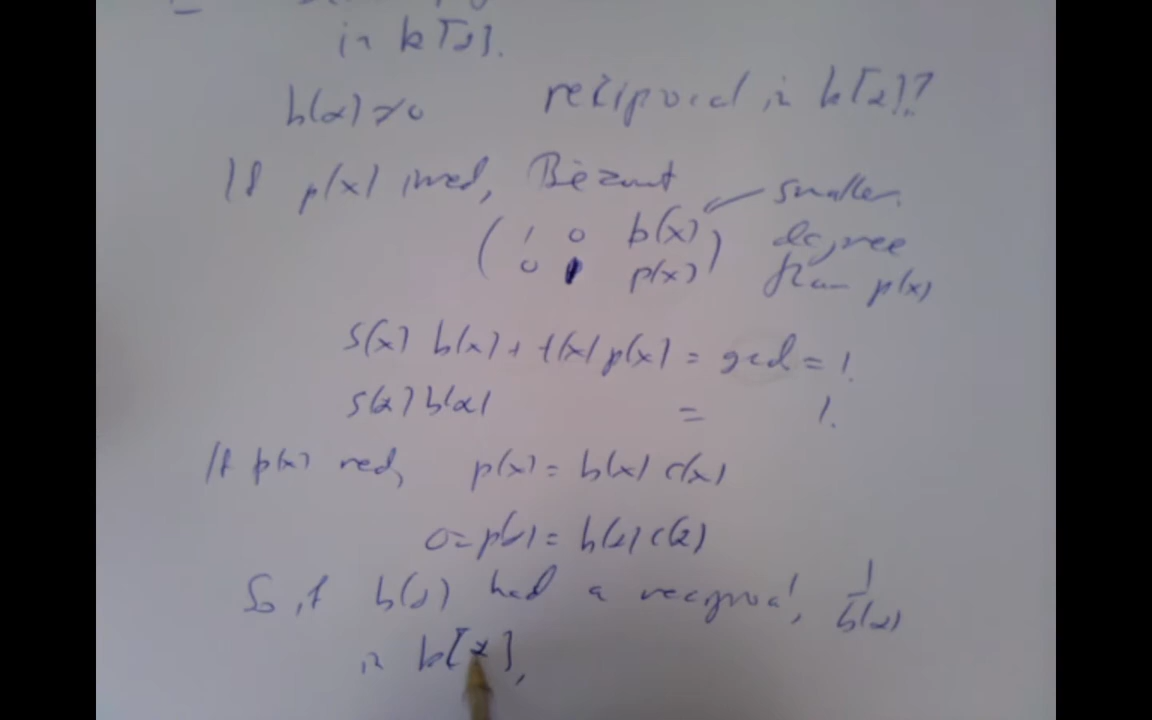 in k[α].
b(α) ≠ 0 reciprocal in k[α]?
If p(x) irred, Bézout
( 1 0 b(x) ) smaller
( 0 1 p(x) ) degree than p(x)
s(x) b(x) + t(x) p(x) = gcd = 1.
s(α) b(α) = 1.
If p(x) red, p(x) = b(x) c(x)
0 = p(α) = b(α) c(α)
So if b(α) had a reciprocal, 1/b(α)
in k[α],